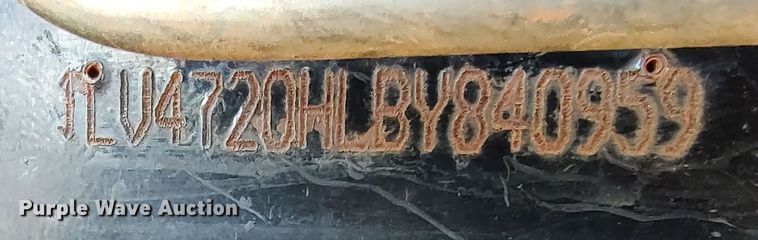 1LV4720HLBY840959
Purple Wave Auction